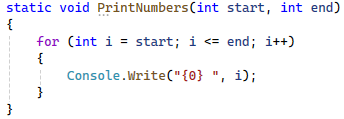 static void PrintNumbers(int start, int end)
{
    for (int i = start; i <= end; i++)
    {
        Console.Write("{0} ", i);
    }
}